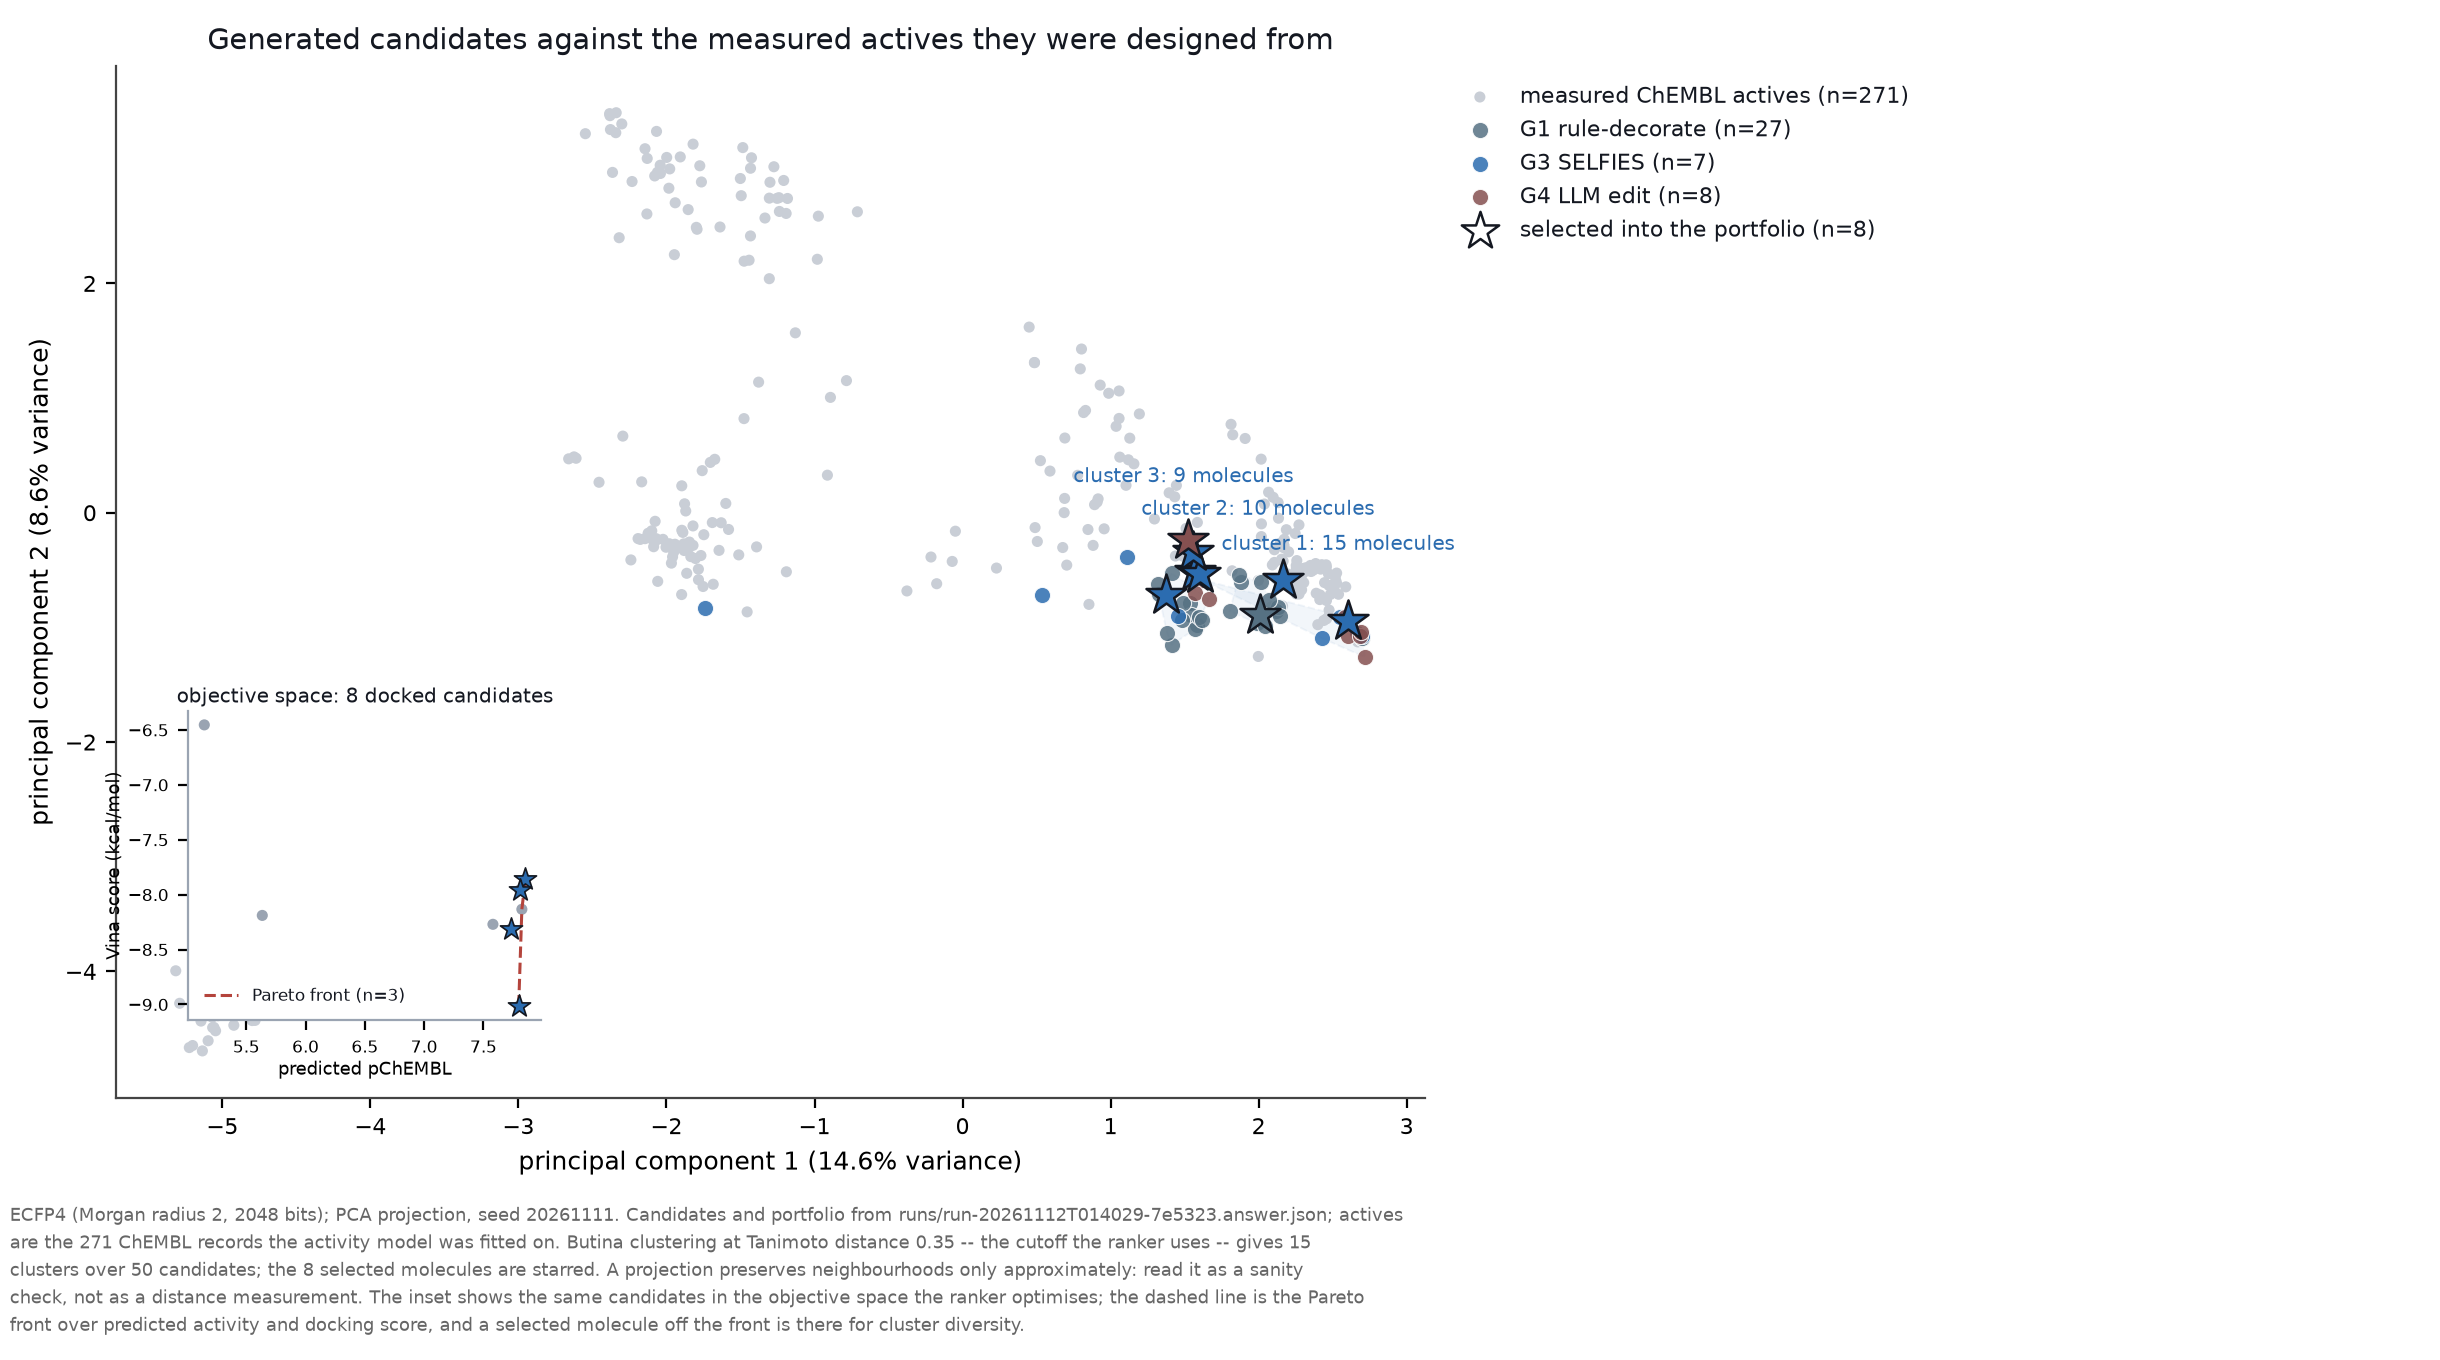 Generated candidates against the measured actives they were designed from
measured ChEMBL actives (n=271)
G1 rule-decorate (n=27)
G3 SELFIES (n=7)
G4 LLM edit (n=8)
selected into the portfolio (n=8)
principal component 2 (8.6% variance)
2
0
−2
−4
cluster 3: 9 molecules
cluster 2: 10 molecules
cluster 1: 15 molecules
objective space: 8 docked candidates
Vina score (kcal/mol)
−6.5
−7.0
−7.5
−8.0
−8.5
−9.0
Pareto front (n=3)
5.5 6.0 6.5 7.0 7.5
predicted pChEMBL
−5 −4 −3 −2 −1 0 1 2 3
principal component 1 (14.6% variance)
ECFP4 (Morgan radius 2, 2048 bits); PCA projection, seed 20261111. Candidates and portfolio from runs/run-20261112T014029-7e5323.answer.json; actives
are the 271 ChEMBL records the activity model was fitted on. Butina clustering at Tanimoto distance 0.35 -- the cutoff the ranker uses -- gives 15
clusters over 50 candidates; the 8 selected molecules are starred. A projection preserves neighbourhoods only approximately: read it as a sanity
check, not as a distance measurement. The inset shows the same candidates in the objective space the ranker optimises; the dashed line is the Pareto
front over predicted activity and docking score, and a selected molecule off the front is there for cluster diversity.